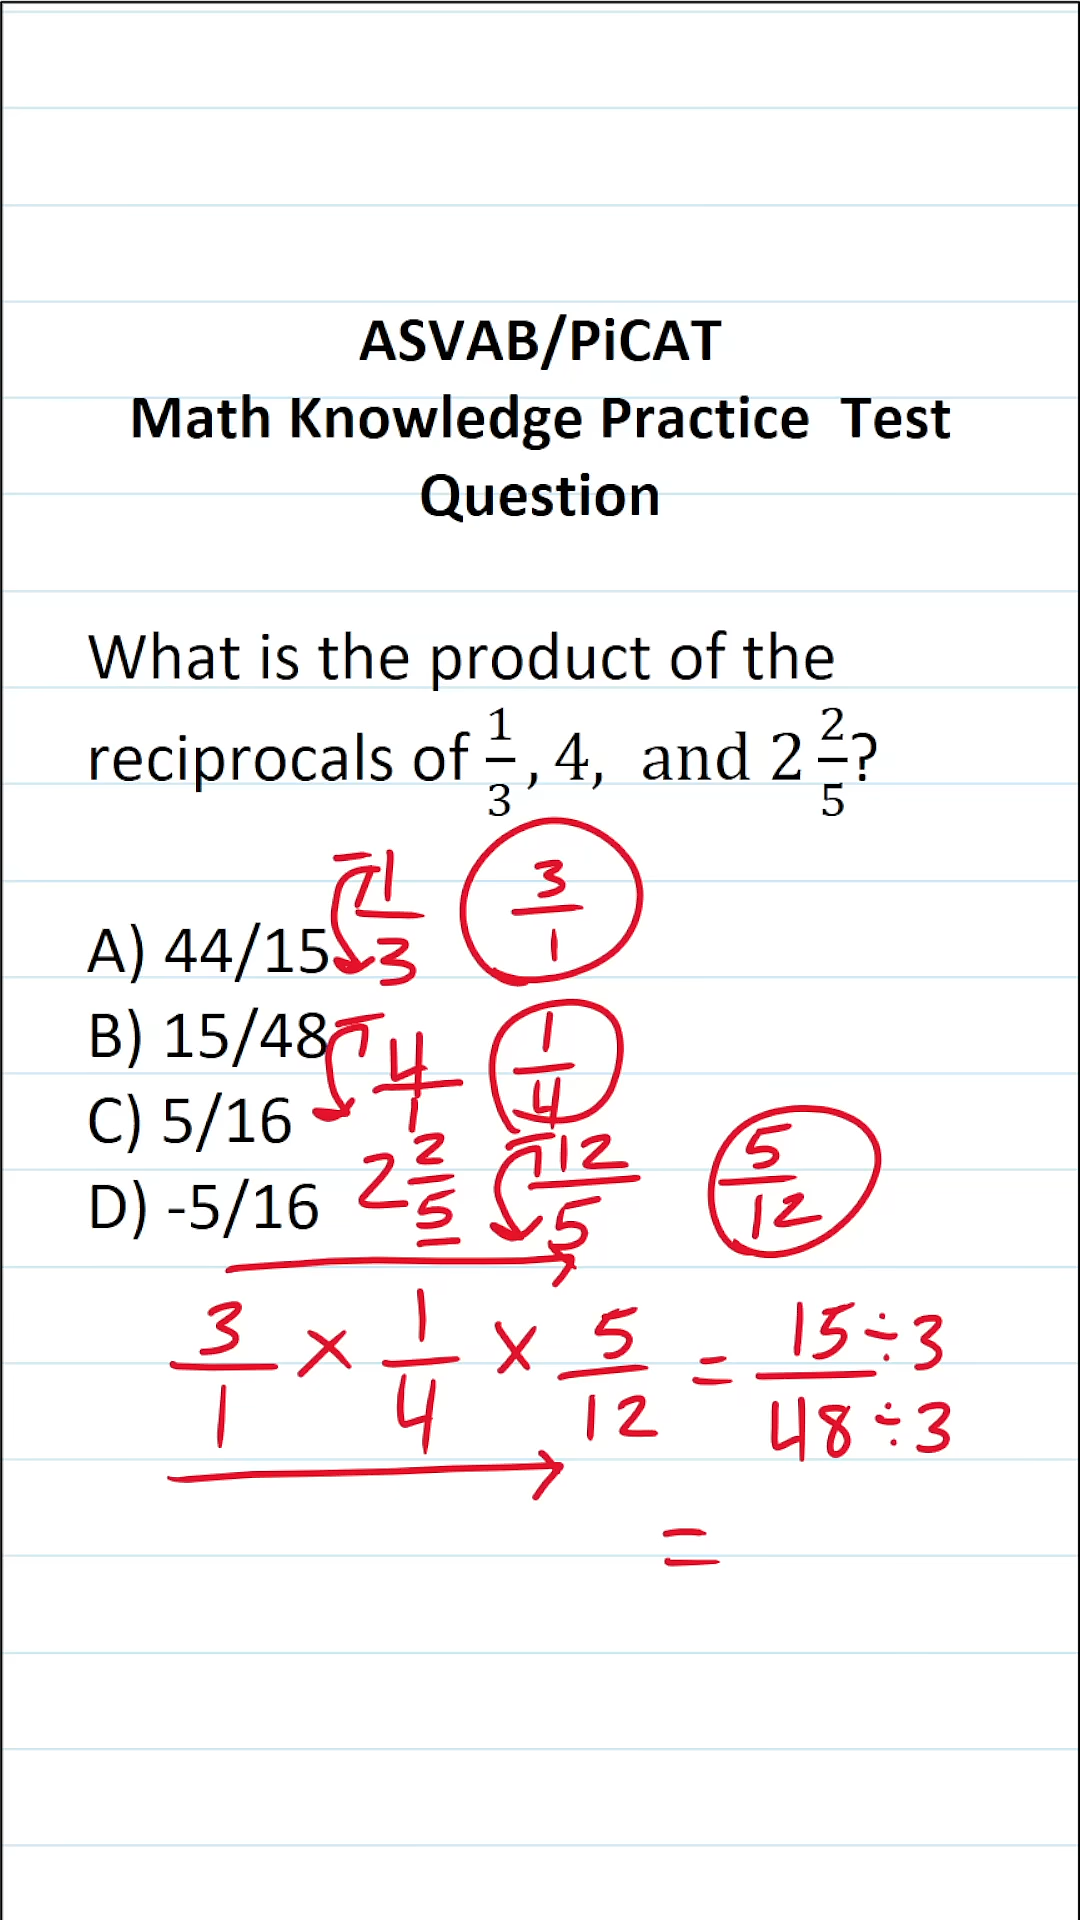 ASVAB/PiCAT
Math Knowledge Practice Test
Question
What is the product of the
reciprocals of 1/3, 4, and 2 2/5?
A) 44/15
B) 15/48
C) 5/16
D) -5/16
1/3 3/1
4/1 1/4
2 2/5 12/5 5/12
3/1 × 1/4 × 5/12 = 15÷3/48÷3
=